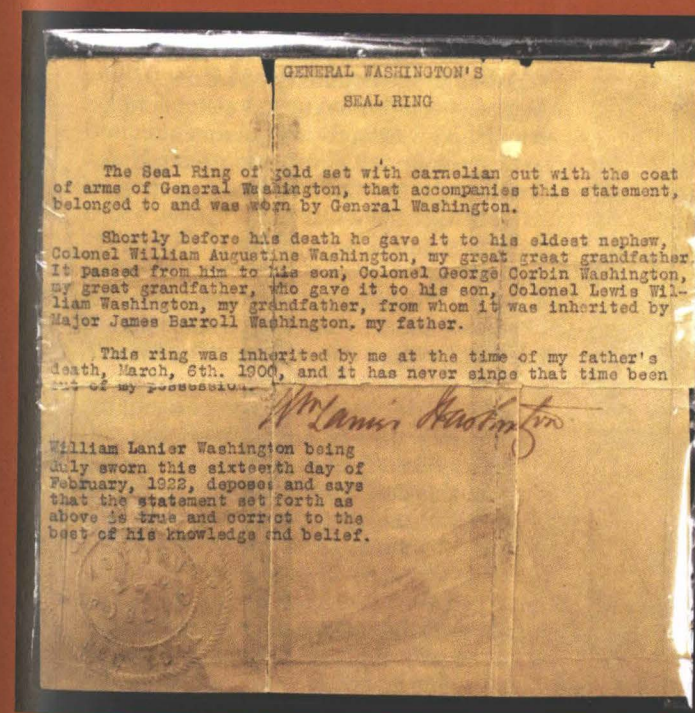 GENERAL WASHINGTON'S
SEAL RING
The Seal Ring of gold set with carnelian cut with the coat
of arms of General Washington, that accompanies this statement,
belonged to and was worn by General Washington.
Shortly before his death he gave it to his eldest nephew,
Colonel William Augustine Washington, my great great grandfather
It passed from him to his son, Colonel George Corbin Washington,
my great grandfather, who gave it to his son, Colonel Lewis Wil-
liam Washington, my grandfather, from whom it was inherited by
Major James Barroll Washington, my father.
This ring was inherited by me at the time of my father's
death, March, 6th. 1900, and it has never since that time been
out of my possession.
Wm Lanier Washington
William Lanier Washington being
duly sworn this sixteenth day of
February, 1922, deposes and says
that the statement set forth as
above is true and correct to the
best of his knowledge and belief.